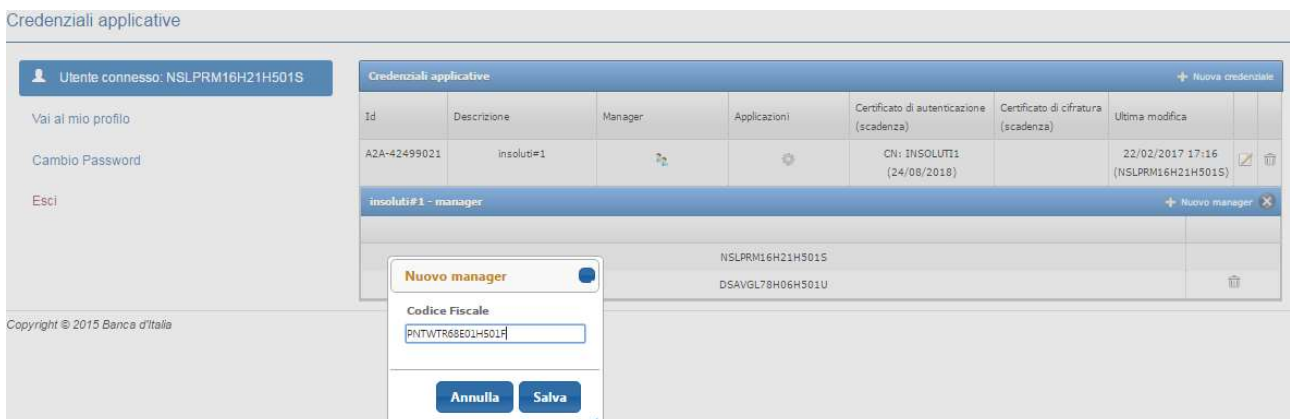 Credenziali applicative
Utente connesso: NSLPRM16H21H501S
Vai al mio profilo
Cambio Password
Esci
Credenziali applicative
Nuova credenziale
Id Descrizione Manager Applicazioni Certificato di autenticazione (scadenza) Certificato di cifratura (scadenza) Ultima modifica
A2A-42499021 insoluti#1 CN: INSOLUTI1 22/02/2017 17:16
(24/08/2018) (NSLPRM16H21H501S)
insoluti#1 - manager Nuovo manager
NSLPRM16H21H501S
DSAVGL78H06H501U
Nuovo manager
Codice Fiscale
PNTWTR68E01H501F
Annulla Salva
Copyright © 2015 Banca d'Italia